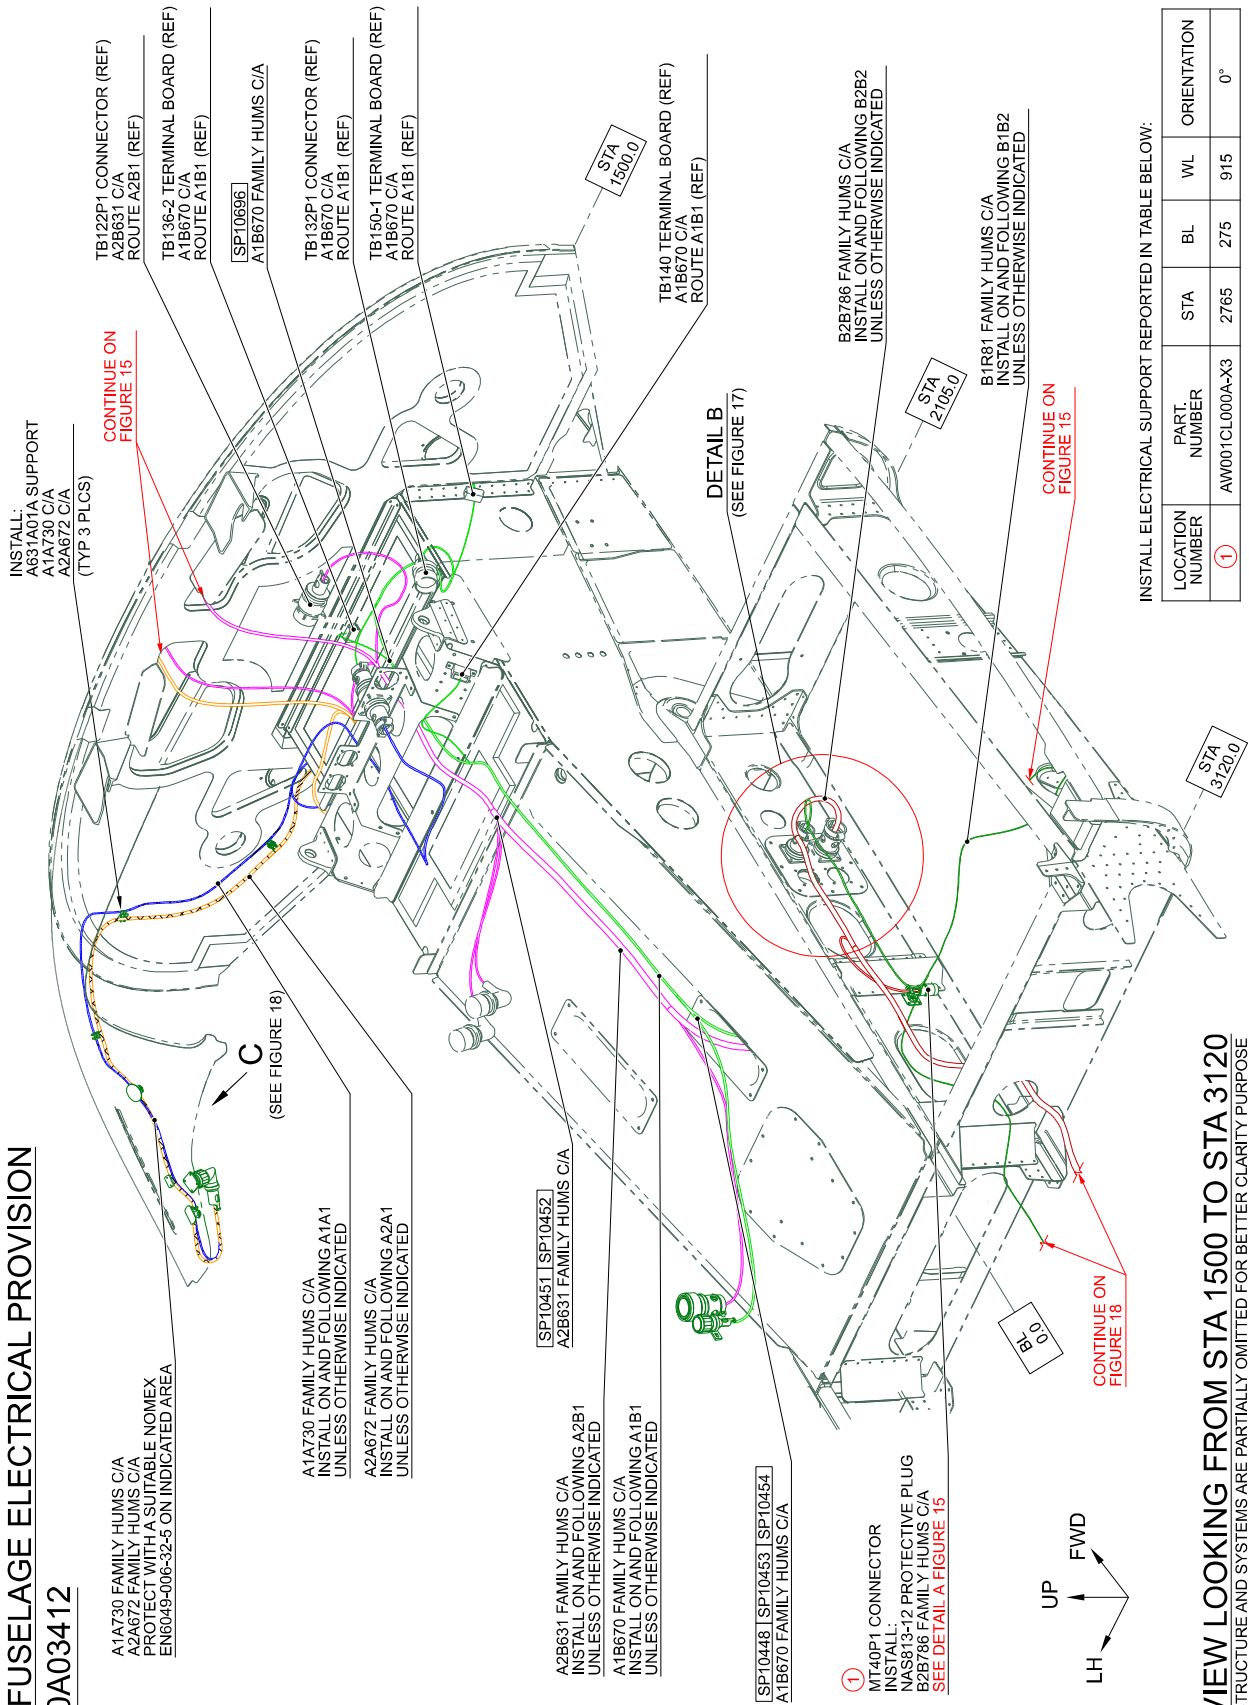 FUSELAGE ELECTRICAL PROVISION
0A03412
A1A730 FAMILY HUMS C/A
A2A672 FAMILY HUMS C/A
PROTECT WITH A SUITABLE NOMEX
EN6049-006-32-5 ON INDICATED AREA
INSTALL:
A631A01A SUPPORT
A1A730 C/A
A2A672 C/A
(TYP 3 PLCS)
CONTINUE ON
FIGURE 15
TB122P1 CONNECTOR (REF)
A2B631 C/A
ROUTE A2B1 (REF)
TB136-2 TERMINAL BOARD (REF)
A1B670 C/A
ROUTE A1B1 (REF)
SP10696
A1B670 FAMILY HUMS C/A
TB132P1 CONNECTOR (REF)
A1B670 C/A
ROUTE A1B1 (REF)
TB150-1 TERMINAL BOARD (REF)
A1B670 C/A
ROUTE A1B1 (REF)
STA
1500.0
TB140 TERMINAL BOARD (REF)
A1B670 C/A
ROUTE A1B1 (REF)
C
(SEE FIGURE 18)
A1A730 FAMILY HUMS C/A
INSTALL ON AND FOLLOWING A1A1
UNLESS OTHERWISE INDICATED
A2A672 FAMILY HUMS C/A
INSTALL ON AND FOLLOWING A2A1
UNLESS OTHERWISE INDICATED
SP10451 SP10452
A2B631 FAMILY HUMS C/A
A2B631 FAMILY HUMS C/A
INSTALL ON AND FOLLOWING A2B1
UNLESS OTHERWISE INDICATED
A1B670 FAMILY HUMS C/A
INSTALL ON AND FOLLOWING A1B1
UNLESS OTHERWISE INDICATED
SP10448 SP10453 SP10454
A1B670 FAMILY HUMS C/A
1
MT40P1 CONNECTOR
INSTALL:
NAS813-12 PROTECTIVE PLUG
B2B786 FAMILY HUMS C/A
SEE DETAIL A FIGURE 15
DETAIL B
(SEE FIGURE 17)
B2B786 FAMILY HUMS C/A
INSTALL ON AND FOLLOWING B2B2
UNLESS OTHERWISE INDICATED
STA
2105.0
B1R81 FAMILY HUMS C/A
INSTALL ON AND FOLLOWING B1B2
UNLESS OTHERWISE INDICATED
CONTINUE ON
FIGURE 15
STA
3120.0
BL
0.0
CONTINUE ON
FIGURE 18
UP
FWD
LH
INSTALL ELECTRICAL SUPPORT REPORTED IN TABLE BELOW:
LOCATION NUMBER PART. NUMBER STA BL WL ORIENTATION
1 AW001CL000A-X3 2765 275 915 0°
VIEW LOOKING FROM STA 1500 TO STA 3120
STRUCTURE AND SYSTEMS ARE PARTIALLY OMITTED FOR BETTER CLARITY PURPOSE